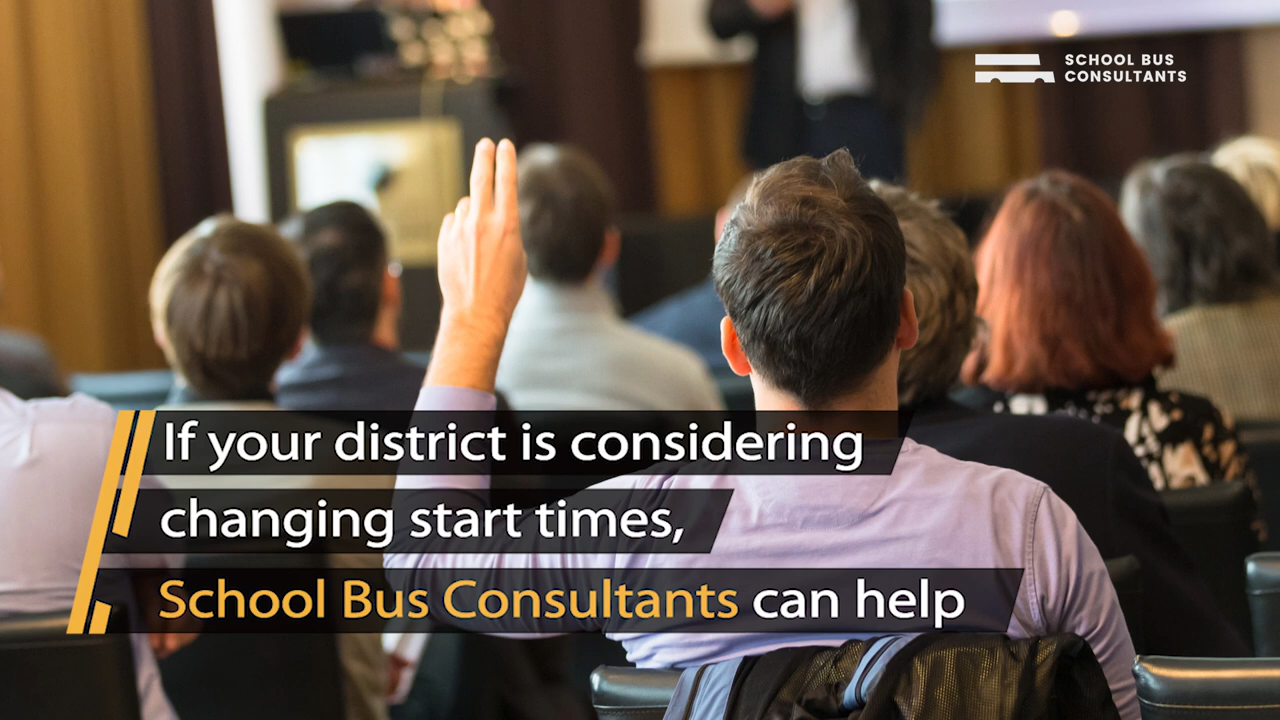 SCHOOL BUS
CONSULTANTS
If your district is considering
changing start times,
School Bus Consultants can help